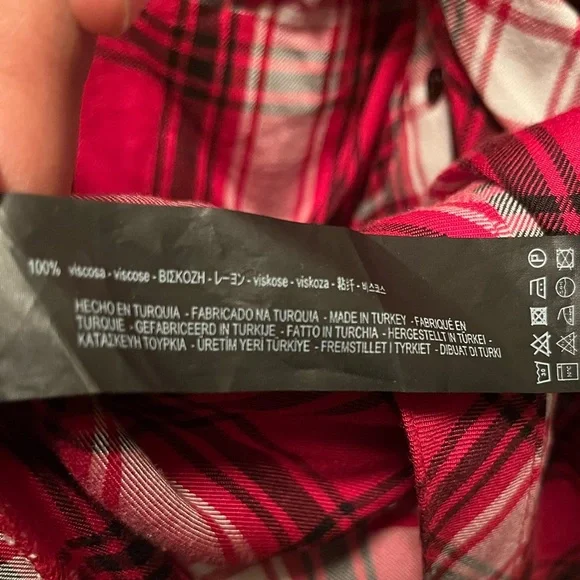 100% viscosa - viscose - ΒΙΣΚΟΖΗ - レーヨン - viskose - viskoza - 粘纤 - 비스코스
HECHO EN TURQUIA - FABRICADO NA TURQUIA - MADE IN TURKEY - FABRIQUÉ EN
TURQUIE - GEFABRICEERD IN TURKIJE - FATTO IN TURCHIA - HERGESTELLT IN TÜRKEI -
ΚΑΤΑΣΚΕΥΗ ΤΟΥΡΚΙΑ - ÜRETİM YERİ TÜRKİYE - FREMSTILLET I TYRKIET - DIBUAT DI TURKI